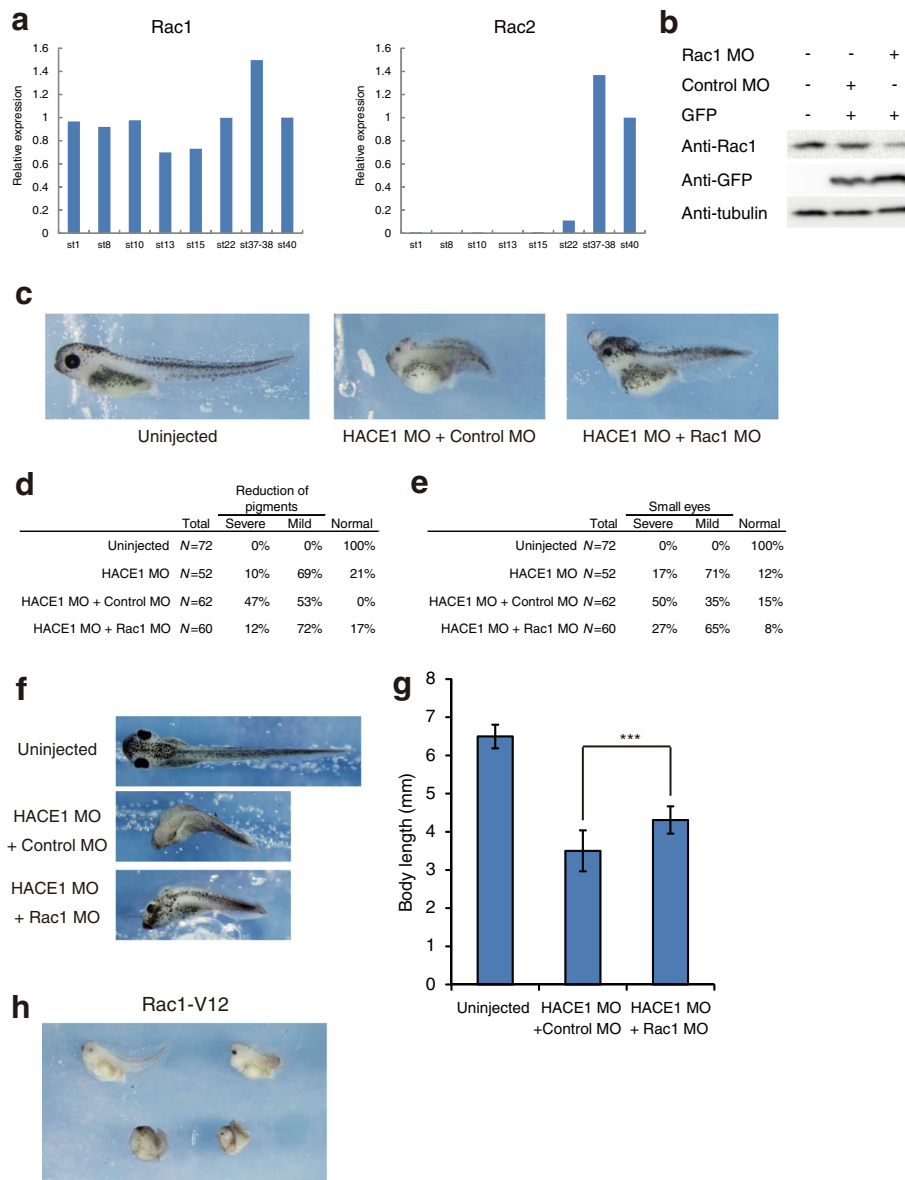 a
Rac1
Relative expression
1.6
1.4
1.2
1
0.8
0.6
0.4
0.2
0
st1 st8 st10 st13 st15 st22 st37-38 st40
Rac2
Relative expression
1.6
1.4
1.2
1
0.8
0.6
0.4
0.2
0
st1 st8 st10 st13 st15 st22 st37-38 st40
b
Rac1 MO - - +
Control MO - + -
GFP - + +
Anti-Rac1
Anti-GFP
Anti-tubulin
c
Uninjected
HACE1 MO + Control MO
HACE1 MO + Rac1 MO
d
Reduction of
pigments
Total Severe Mild Normal
Uninjected N=72 0% 0% 100%
HACE1 MO N=52 10% 69% 21%
HACE1 MO + Control MO N=62 47% 53% 0%
HACE1 MO + Rac1 MO N=60 12% 72% 17%
e
Small eyes
Total Severe Mild Normal
Uninjected N=72 0% 0% 100%
HACE1 MO N=52 17% 71% 12%
HACE1 MO + Control MO N=62 50% 35% 15%
HACE1 MO + Rac1 MO N=60 27% 65% 8%
f
Uninjected
HACE1 MO
+ Control MO
HACE1 MO
+ Rac1 MO
g
Body length (mm)
8
7
6
5
4
3
2
1
0
***
Uninjected
HACE1 MO
+Control MO
HACE1 MO
+ Rac1 MO
h
Rac1-V12